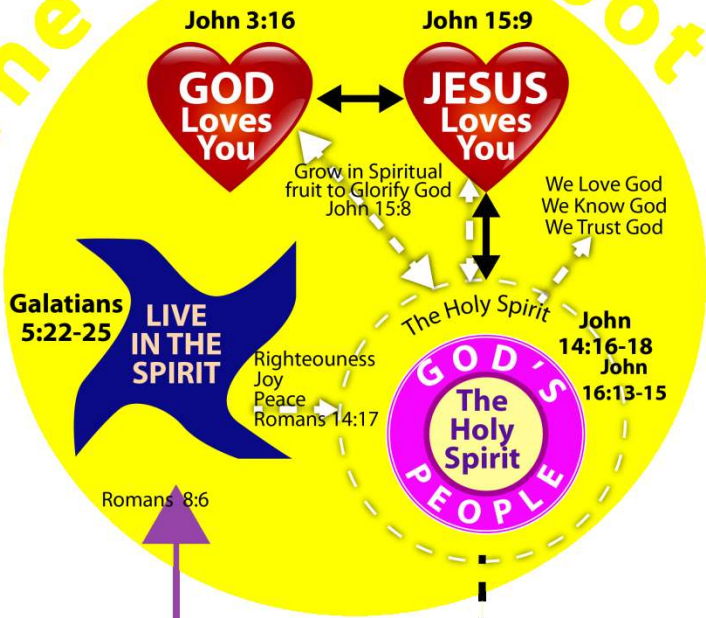 John 3:16
John 15:9
GOD
Loves
You
JESUS
Loves
You
Grow in Spiritual
fruit to Glorify God
John 15:8
We Love God
We Know God
We Trust God
Galatians
5:22-25
LIVE
IN THE
SPIRIT
Righteouness
Joy
Peace
Romans 14:17
The Holy Spirit
John
14:16-18
John
16:13-15
GOD'S
PEOPLE
The
Holy
Spirit
Romans 8:6